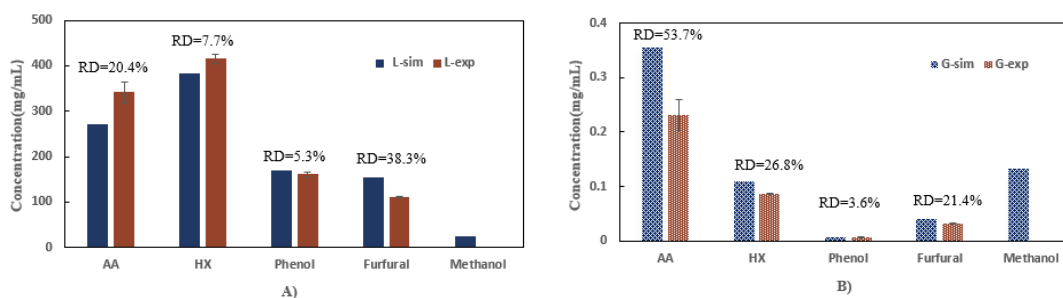 500
400
300
200
100
0
Concentration(mg/mL)
RD=20.4%
RD=7.7%
RD=5.3%
RD=38.3%
L-sim L-exp
AA HX Phenol Furfural Methanol
A)
0.4
0.3
0.2
0.1
0
Concentration(mg/mL)
RD=53.7%
RD=26.8%
RD=3.6%
RD=21.4%
G-sim G-exp
AA HX Phenol Furfural Methanol
B)